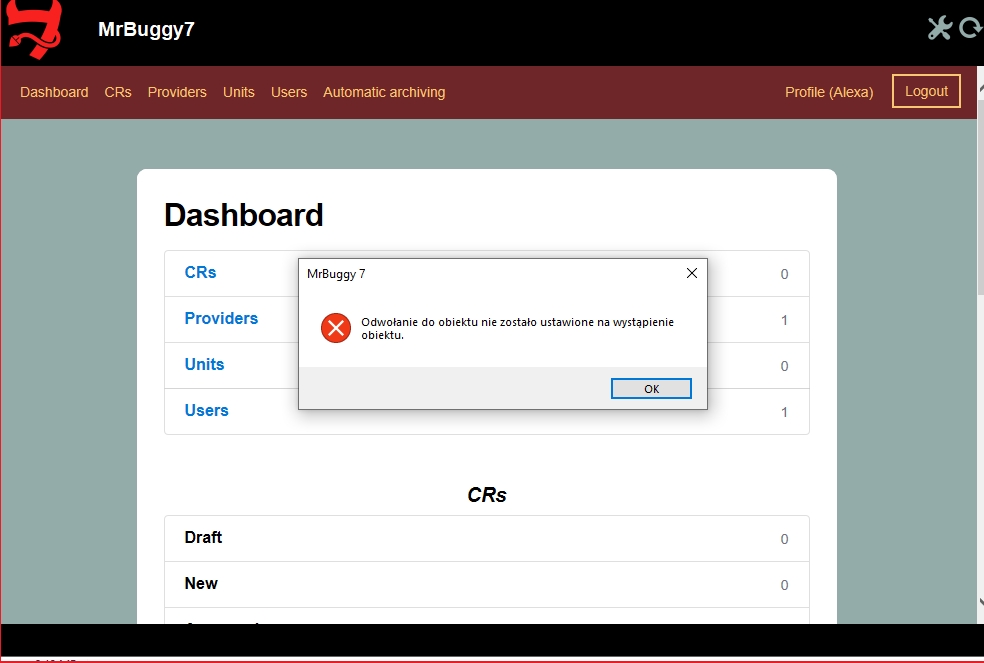 MrBuggy7
Dashboard CRs Providers Units Users Automatic archiving Profile (Alexa) Logout
Dashboard
CRs 0
Providers 1
Units 0
Users 1
MrBuggy 7
Odwołanie do obiektu nie zostało ustawione na wystąpienie
obiektu.
OK
CRs
Draft 0
New 0